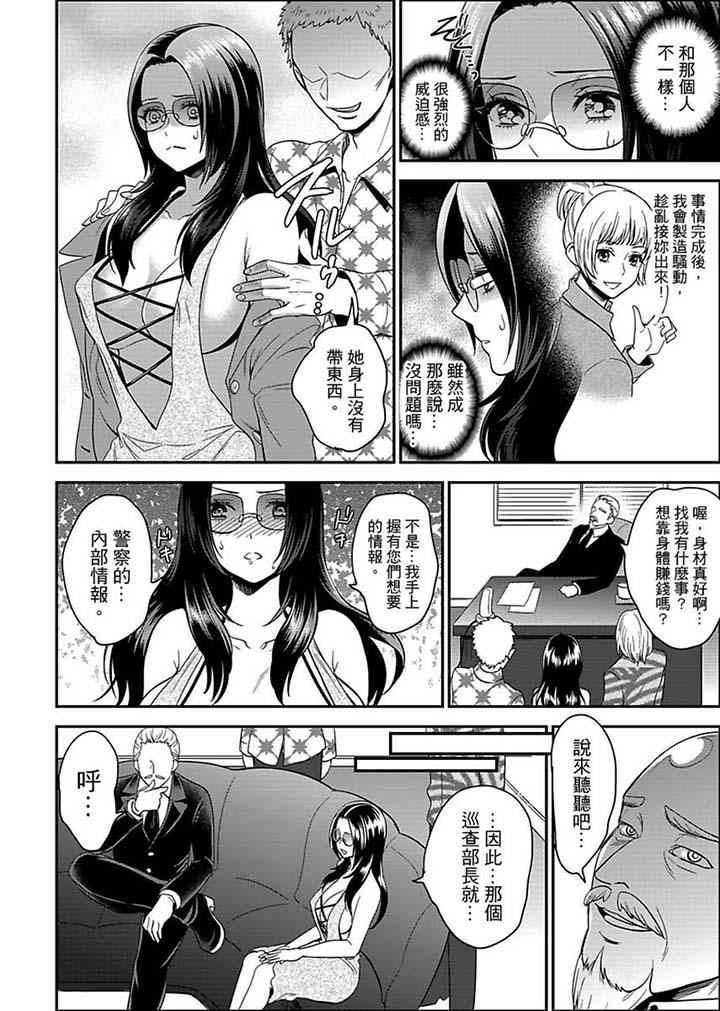 和那個人
不一樣…
很強烈的
威迫感…
事情完成後，
我會製造騷動，
趁亂接妳出來！
雖然成
那麼說…
沒問題嗎…
她身上沒有
帶東西。
喔，身材真好啊…
找我有什麼事？
想靠身體賺錢嗎？
不是…我手上
握有您們想要
的情報。
警察的…
內部情報。
ドキ
ドキ
說來聽聽吧…
…因此…那個
巡查部長就…
呼…